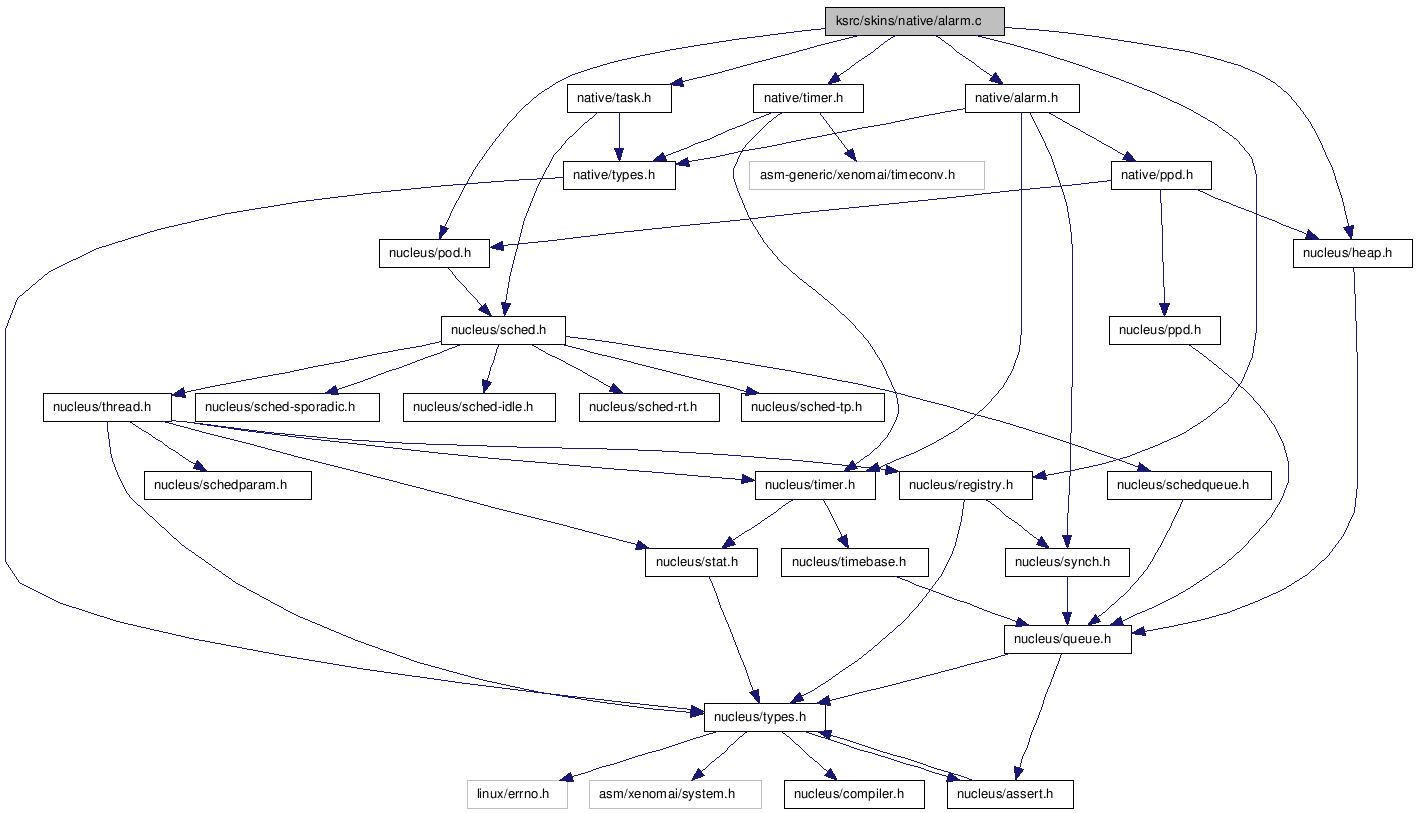 ksrc/skins/native/alarm.c
native/task.h
native/timer.h
native/alarm.h
native/types.h
asm-generic/xenomai/timeconv.h
native/ppd.h
nucleus/pod.h
nucleus/heap.h
nucleus/sched.h
nucleus/ppd.h
nucleus/thread.h
nucleus/sched-sporadic.h
nucleus/sched-idle.h
nucleus/sched-rt.h
nucleus/sched-tp.h
nucleus/schedparam.h
nucleus/timer.h
nucleus/registry.h
nucleus/schedqueue.h
nucleus/stat.h
nucleus/timebase.h
nucleus/synch.h
nucleus/queue.h
nucleus/types.h
linux/errno.h
asm/xenomai/system.h
nucleus/compiler.h
nucleus/assert.h